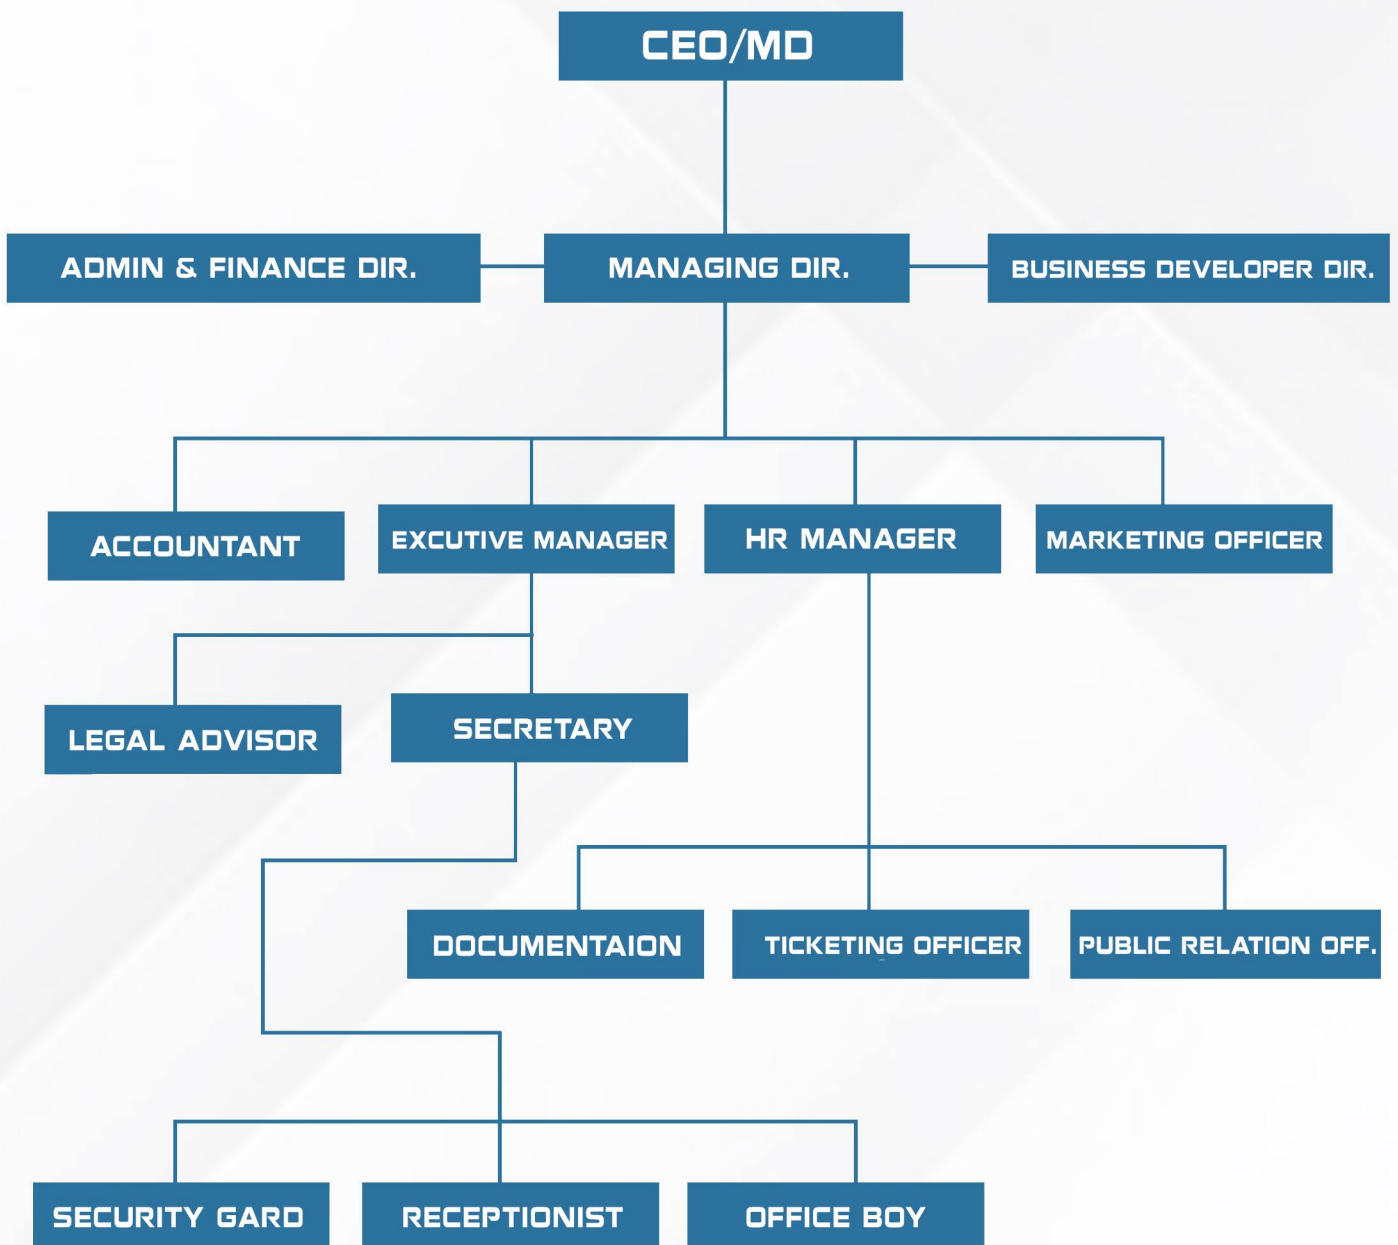 CEO/MD
ADMIN & FINANCE DIR.
MANAGING DIR.
BUSINESS DEVELOPER DIR.
ACCOUNTANT
EXCUTIVE MANAGER
HR MANAGER
MARKETING OFFICER
LEGAL ADVISOR
SECRETARY
DOCUMENTAION
TICKETING OFFICER
PUBLIC RELATION OFF.
SECURITY GARD
RECEPTIONIST
OFFICE BOY